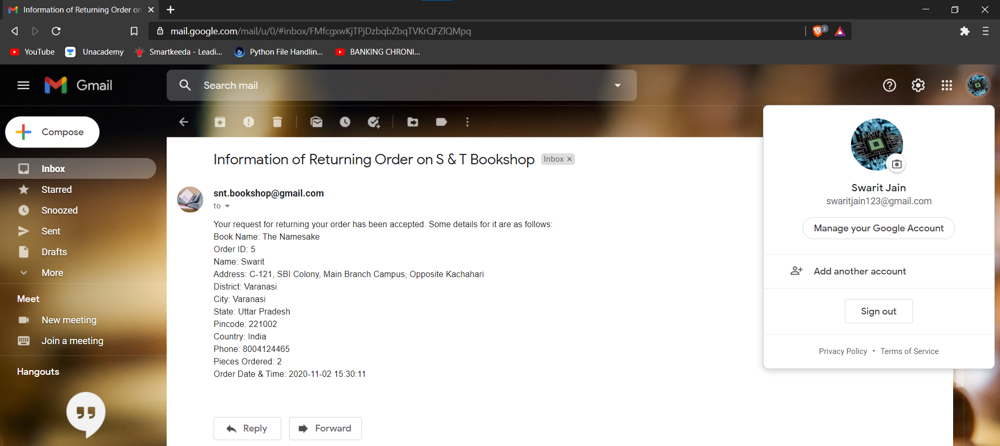 Information of Returning Order on
mail.google.com/mail/u/0/#inbox/FMfcgxwKjTPjDzbqbZbqTVKrQFZlQMpq
3
YouTube
Unacademy
Smartkeeda - Leadi...
Py
Python File Handlin...
BANKING CHRONI...
Gmail
Search mail
Compose
Inbox
Starred
Snoozed
Sent
Drafts
More
Meet
New meeting
Join a meeting
Hangouts
Information of Returning Order on S & T Bookshop
Inbox
snt.bookshop@gmail.com
to
Your request for returning your order has been accepted. Some details for it are as follows:
Book Name: The Namesake
Order ID: 5
Name: Swarit
Address: C-121, SBI Colony, Main Branch Campus, Opposite Kachahari
District: Varanasi
City: Varanasi
State: Uttar Pradesh
Pincode: 221002
Country: India
Phone: 8004124465
Pieces Ordered: 2
Order Date & Time: 2020-11-02 15:30:11
Reply
Forward
Swarit Jain
swaritjain123@gmail.com
Manage your Google Account
Add another account
Sign out
Privacy Policy • Terms of Service